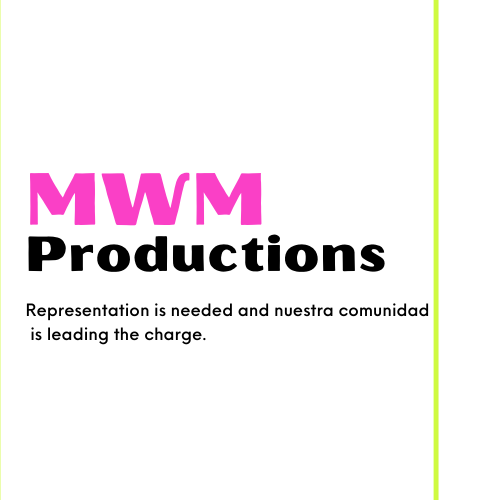 MWM
Productions
Representation is needed and nuestra comunidad
is leading the charge.